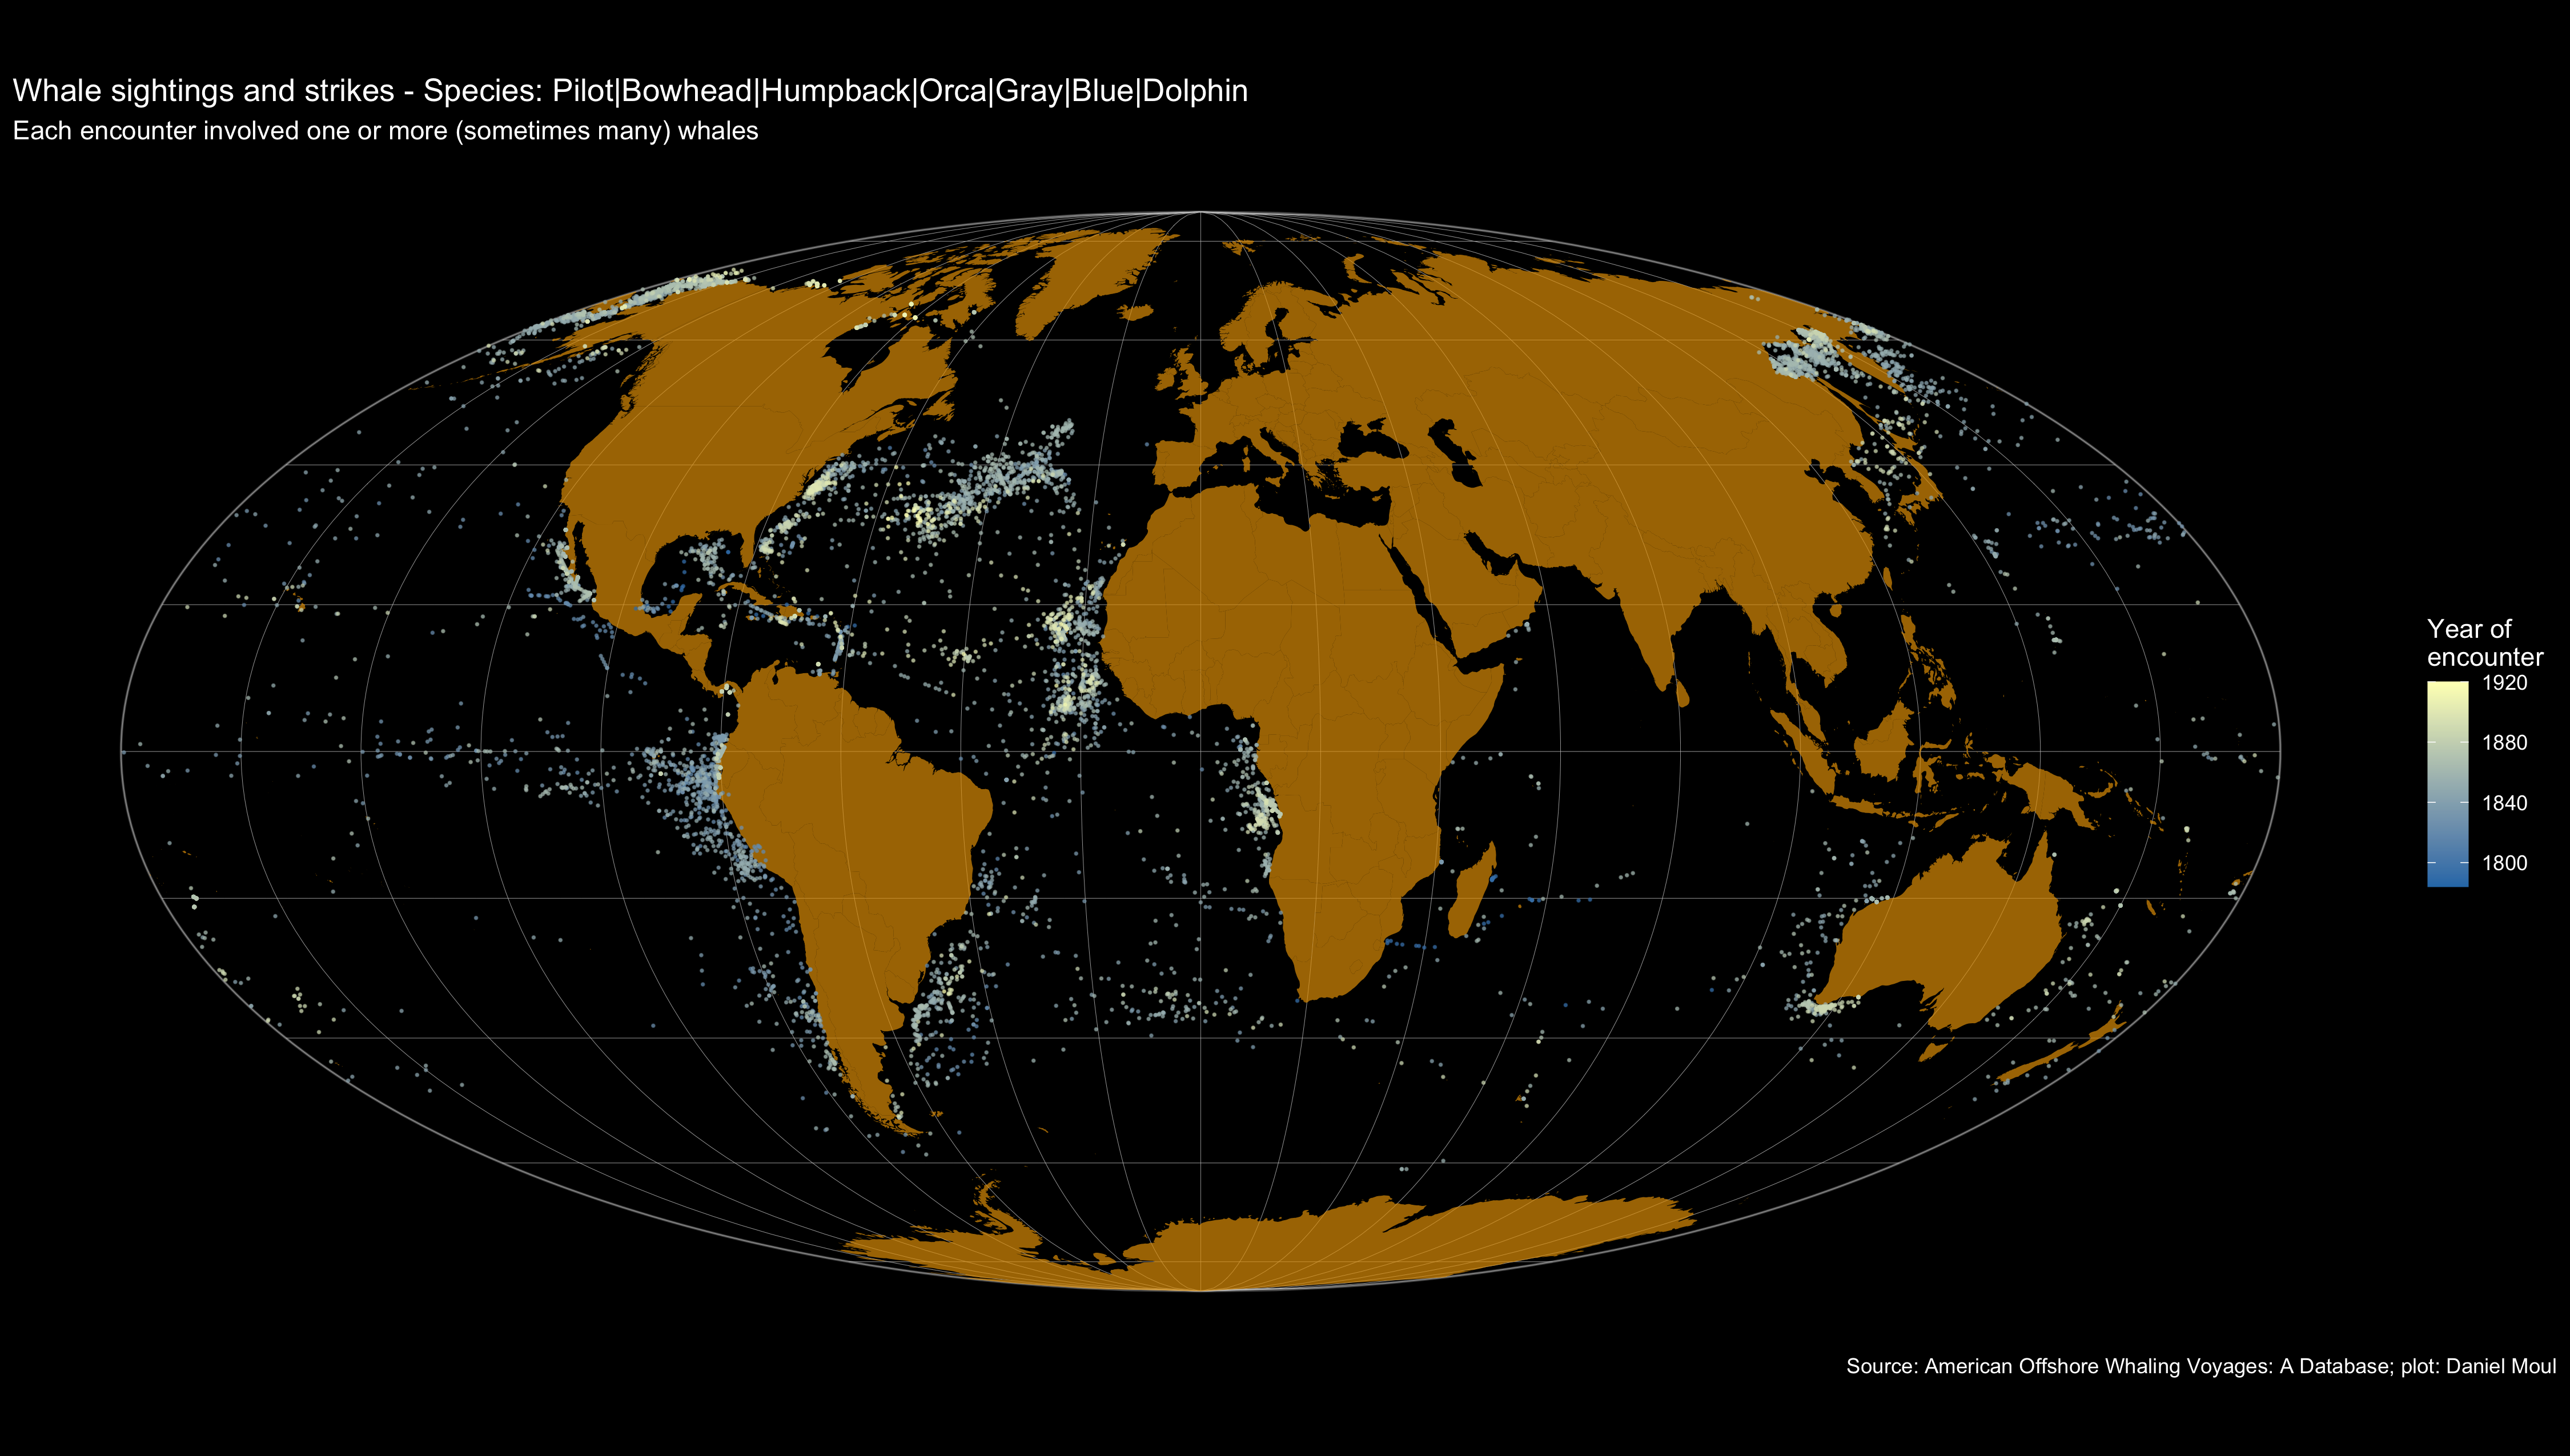 Whale sightings and strikes - Species: Pilot|Bowhead|Humpback|Orca|Gray|Blue|Dolphin
Each encounter involved one or more (sometimes many) whales
Year of
encounter
1920
1880
1840
1800
Source: American Offshore Whaling Voyages: A Database; plot: Daniel Moul